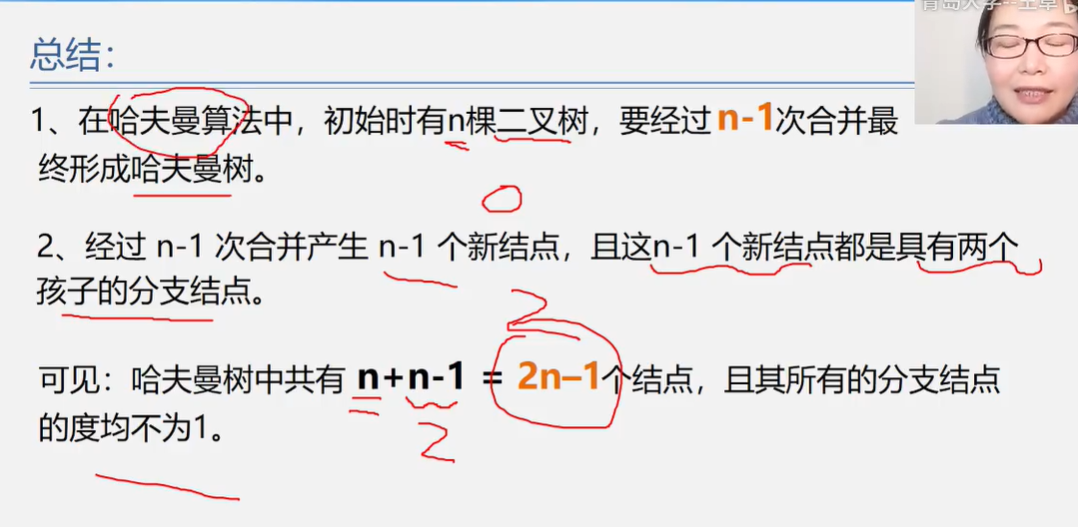 青岛大学--王卓
总结：
1、在哈夫曼算法中，初始时有n棵二叉树，要经过n-1次合并最
终形成哈夫曼树。
0
2、经过 n-1 次合并产生 n-1 个新结点，且这n-1 个新结点都是具有两个
孩子的分支结点。
2
可见：哈夫曼树中共有 n+n-1 = 2n–1个结点，且其所有的分支结点
的度均不为1。
2